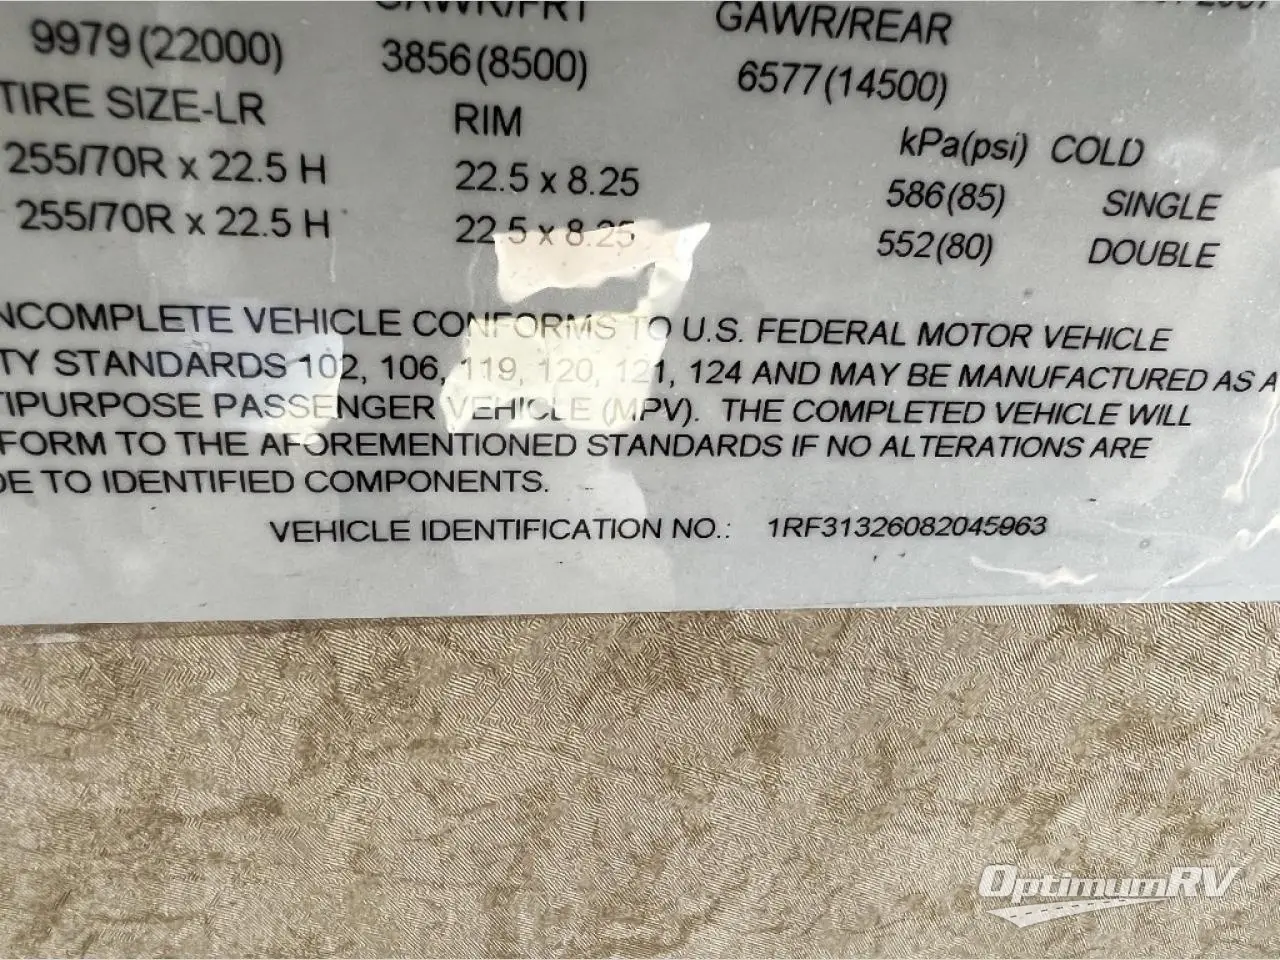 GAWR/FRT GAWR/REAR
9979(22000) 3856(8500) 6577(14500)
TIRE SIZE-LR RIM kPa(psi) COLD
255/70R x 22.5 H 22.5 x 8.25 586(85) SINGLE
255/70R x 22.5 H 22.5 x 8.25 552(80) DOUBLE
NCOMPLETE VEHICLE CONFORMS TO U.S. FEDERAL MOTOR VEHICLE
TY STANDARDS 102, 106, 119, 120, 121, 124 AND MAY BE MANUFACTURED AS A
TIPURPOSE PASSENGER VEHICLE (MPV). THE COMPLETED VEHICLE WILL
FORM TO THE AFOREMENTIONED STANDARDS IF NO ALTERATIONS ARE
DE TO IDENTIFIED COMPONENTS.
VEHICLE IDENTIFICATION NO.: 1RF31326082045963
OptimumRV